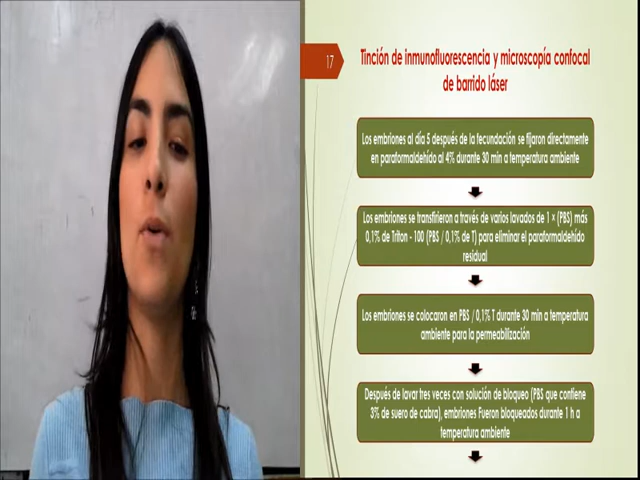 17
Tinción de inmunofluorescencia y microscopía confocal
de barrido láser
Los embriones al día 5 después de la fecundación se fijaron directamente
en paraformaldehído al 4% durante 30 min a temperatura ambiente
Los embriones se transfirieron a través de varios lavados de 1 × (PBS) más
0,1% de Triton - 100 (PBS / 0,1% de T) para eliminar el paraformaldehído
residual
Los embriones se colocaron en PBS / 0,1% T durante 30 min a temperatura
ambiente para la permeabilización
Después de lavar tres veces con solución de bloqueo (PBS que contiene
3% de suero de cabra), embriones Fueron bloqueados durante 1 h a
temperatura ambiente